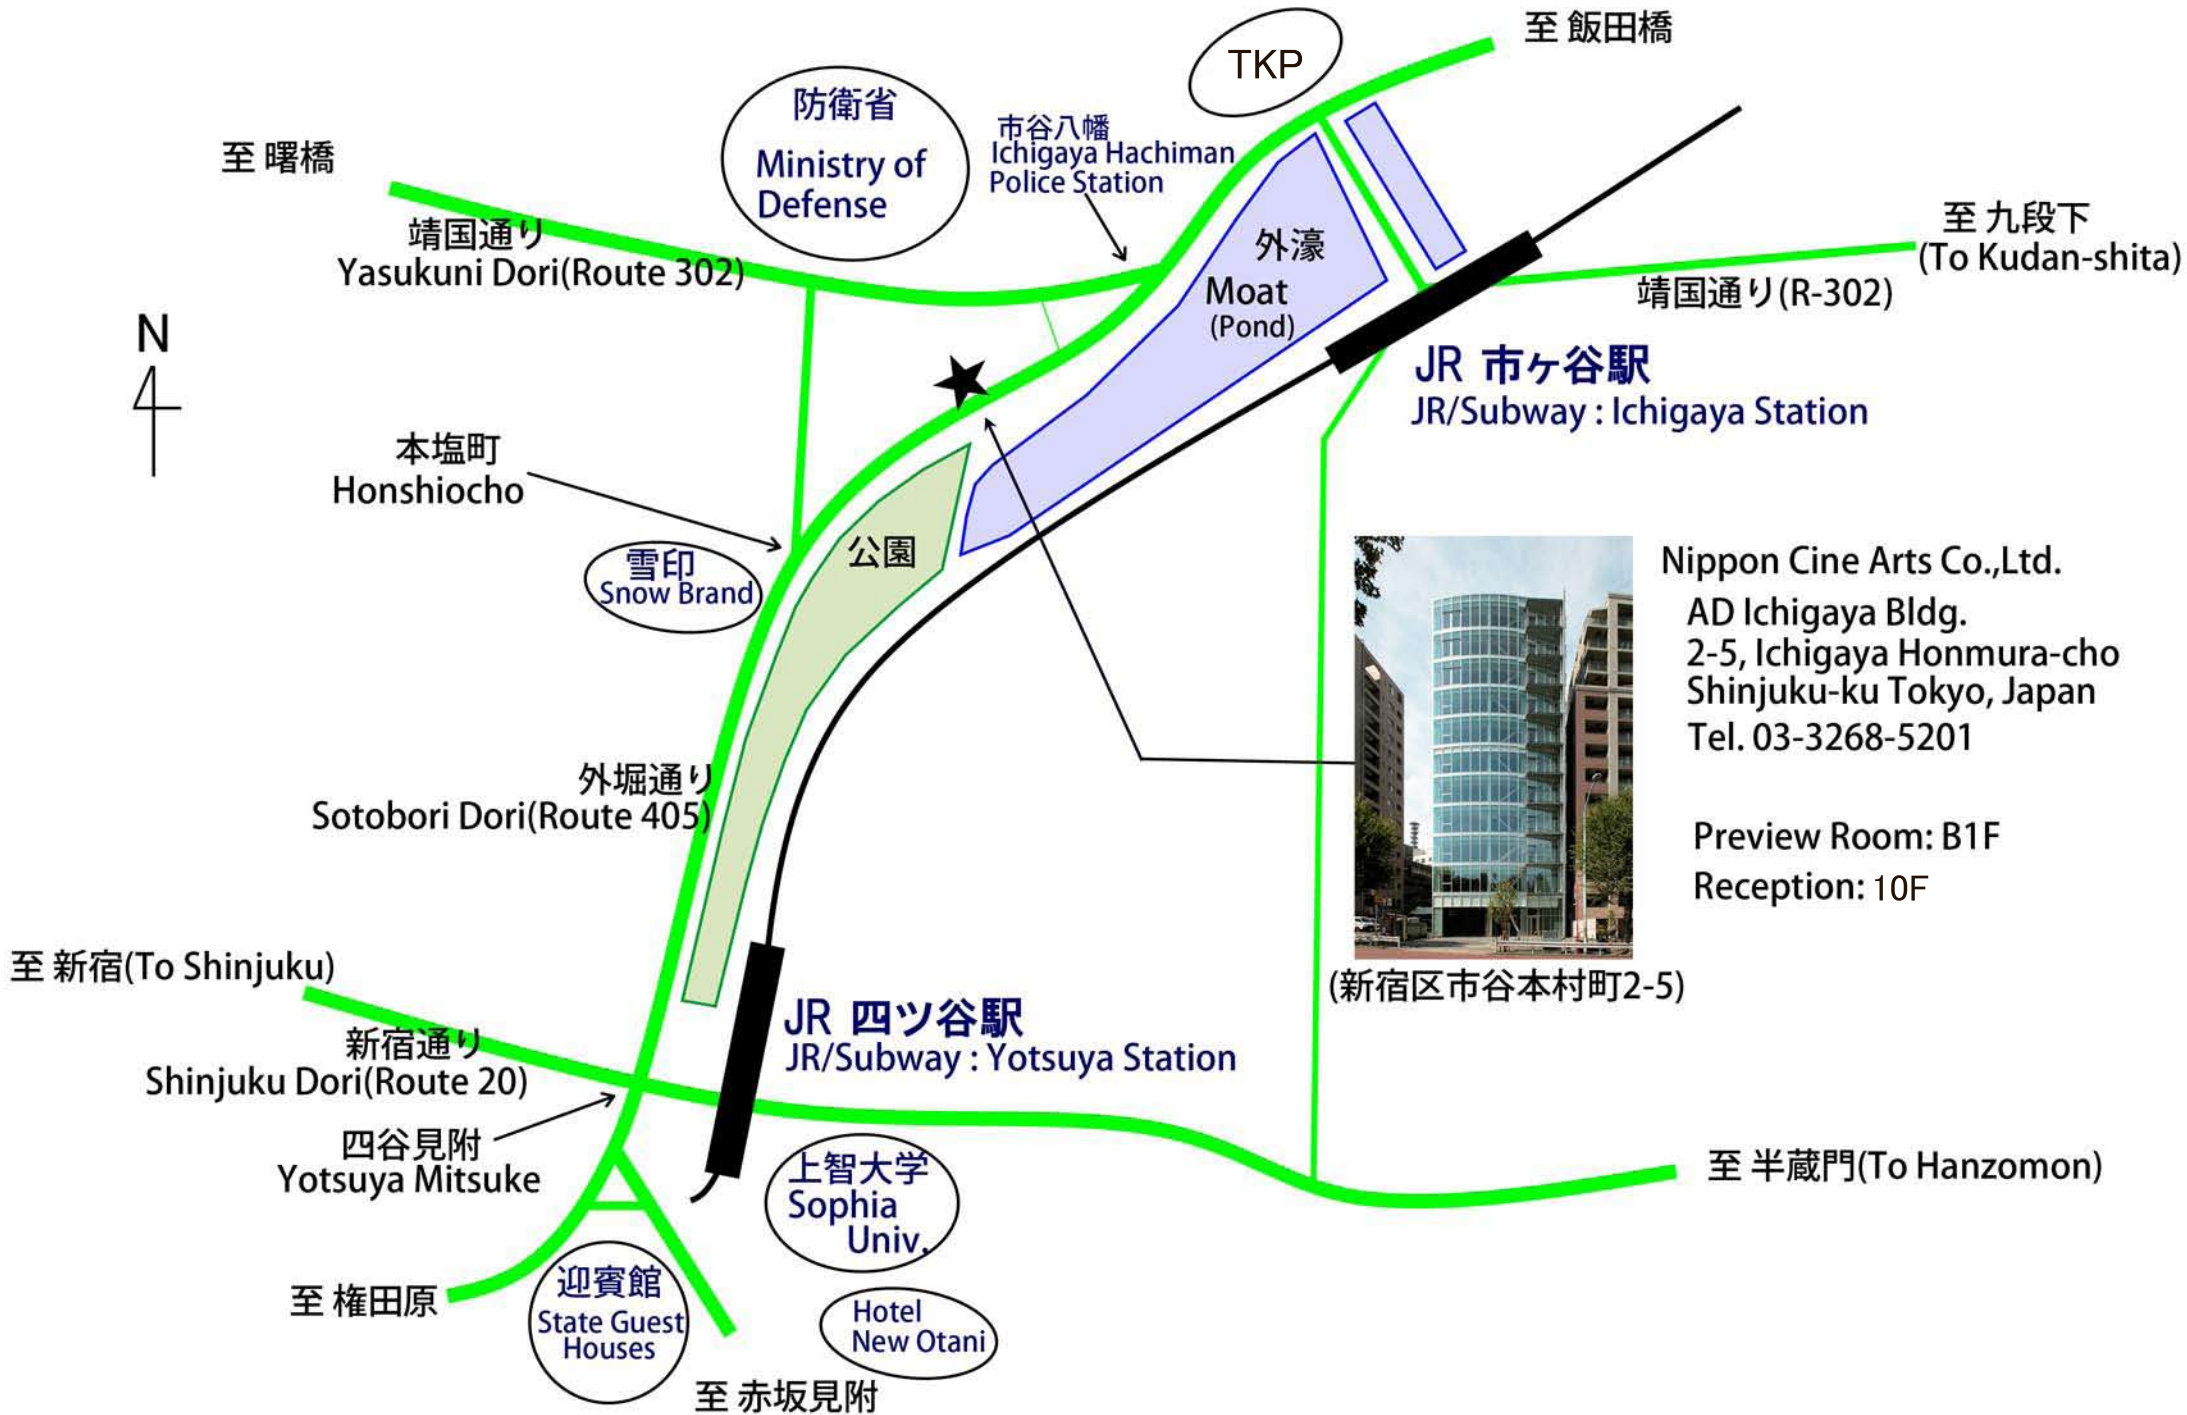 至 飯田橋
TKP
防衛省
Ministry of
Defense
市谷八幡
Ichigaya Hachiman
Police Station
至 曙橋
靖国通り
Yasukuni Dori(Route 302)
外濠
Moat
(Pond)
至 九段下
(To Kudan-shita)
靖国通り(R-302)
N
JR 市ヶ谷駅
JR/Subway : Ichigaya Station
本塩町
Honshiocho
雪印
Snow Brand
公園
Nippon Cine Arts Co.,Ltd.
AD Ichigaya Bldg.
2-5, Ichigaya Honmura-cho
Shinjuku-ku Tokyo, Japan
Tel. 03-3268-5201
Preview Room: B1F
Reception: 10F
(新宿区市谷本村町2-5)
外堀通り
Sotobori Dori(Route 405)
至 新宿(To Shinjuku)
新宿通り
Shinjuku Dori(Route 20)
JR 四ツ谷駅
JR/Subway : Yotsuya Station
四谷見附
Yotsuya Mitsuke
上智大学
Sophia
Univ.
至 半蔵門(To Hanzomon)
至 権田原
迎賓館
State Guest
Houses
Hotel
New Otani
至 赤坂見附